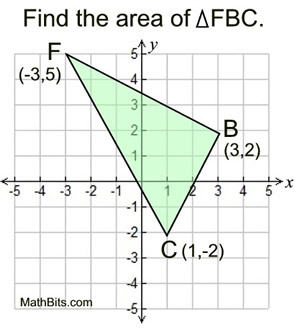 Find the area of △FBC.
F
(-3,5)
y
5
4
3
2
1
B
(3,2)
-5 -4 -3 -2 -1 1 2 3 4 5 x
-1
-2
-3
-4
-5
C (1,-2)
MathBits.com